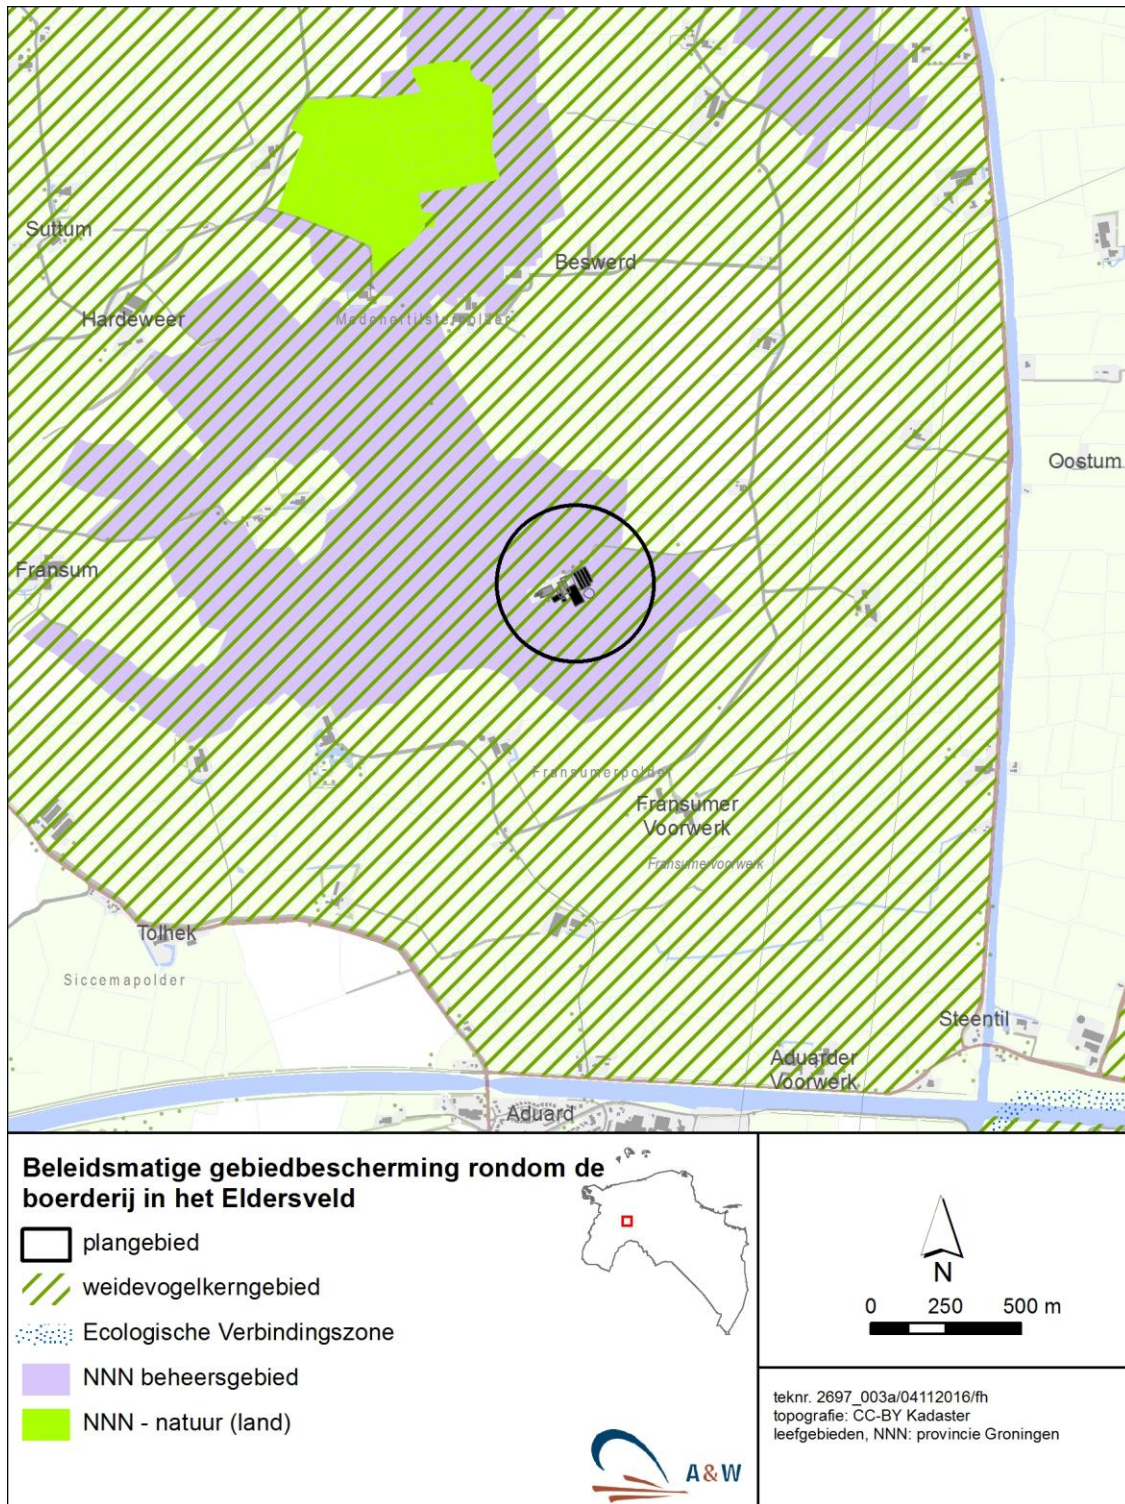 Suttum
Beswerd
Hardeweer
Oostum
Fransum
Fransumerpolder
Fransumer
Voorwerk
Fransumervoorwerk
Tolhek
Siccemapolder
Steentil
Aduarder
Voorwerk
Aduard
Beleidsmatige gebiedbescherming rondom de
boerderij in het Eldersveld
plangebied
weidevogelkerngebied
Ecologische Verbindingszone
NNN beheersgebied
NNN - natuur (land)
A&W
N
0 250 500 m
teknr. 2697_003a/04112016/fh
topografie: CC-BY Kadaster
leefgebieden, NNN: provincie Groningen